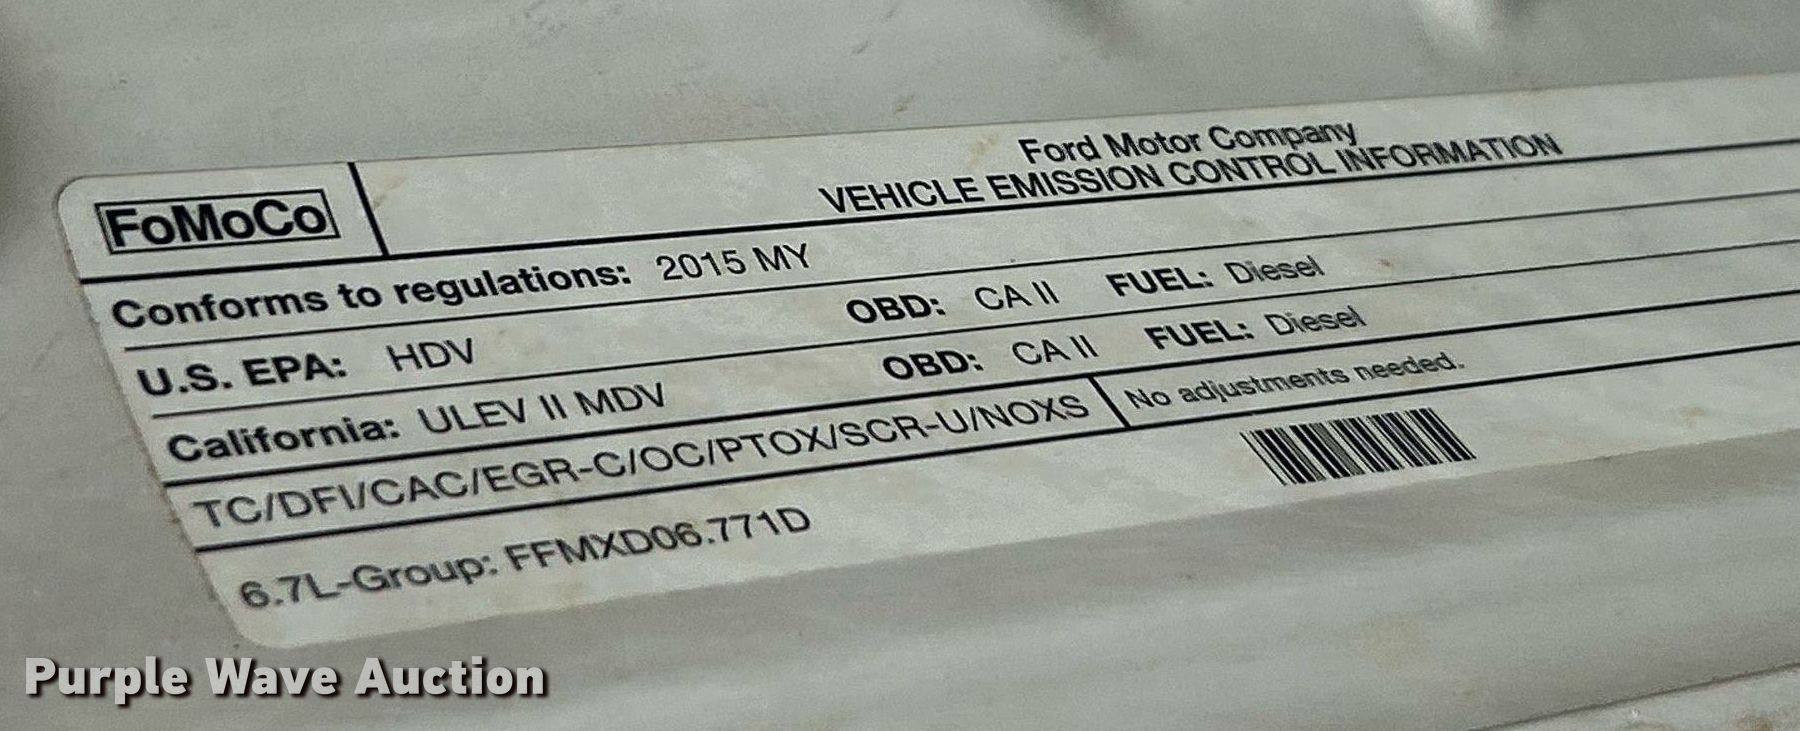 FoMoCo
Ford Motor Company
VEHICLE EMISSION CONTROL INFORMATION
Conforms to regulations: 2015 MY
U.S. EPA: HDV OBD: CA II FUEL: Diesel
California: ULEV II MDV OBD: CA II FUEL: Diesel
TC/DFI/CAC/EGR-C/OC/PTOX/SCR-U/NOXS No adjustments needed.
6.7L-Group: FFMXD06.771D
Purple Wave Auction